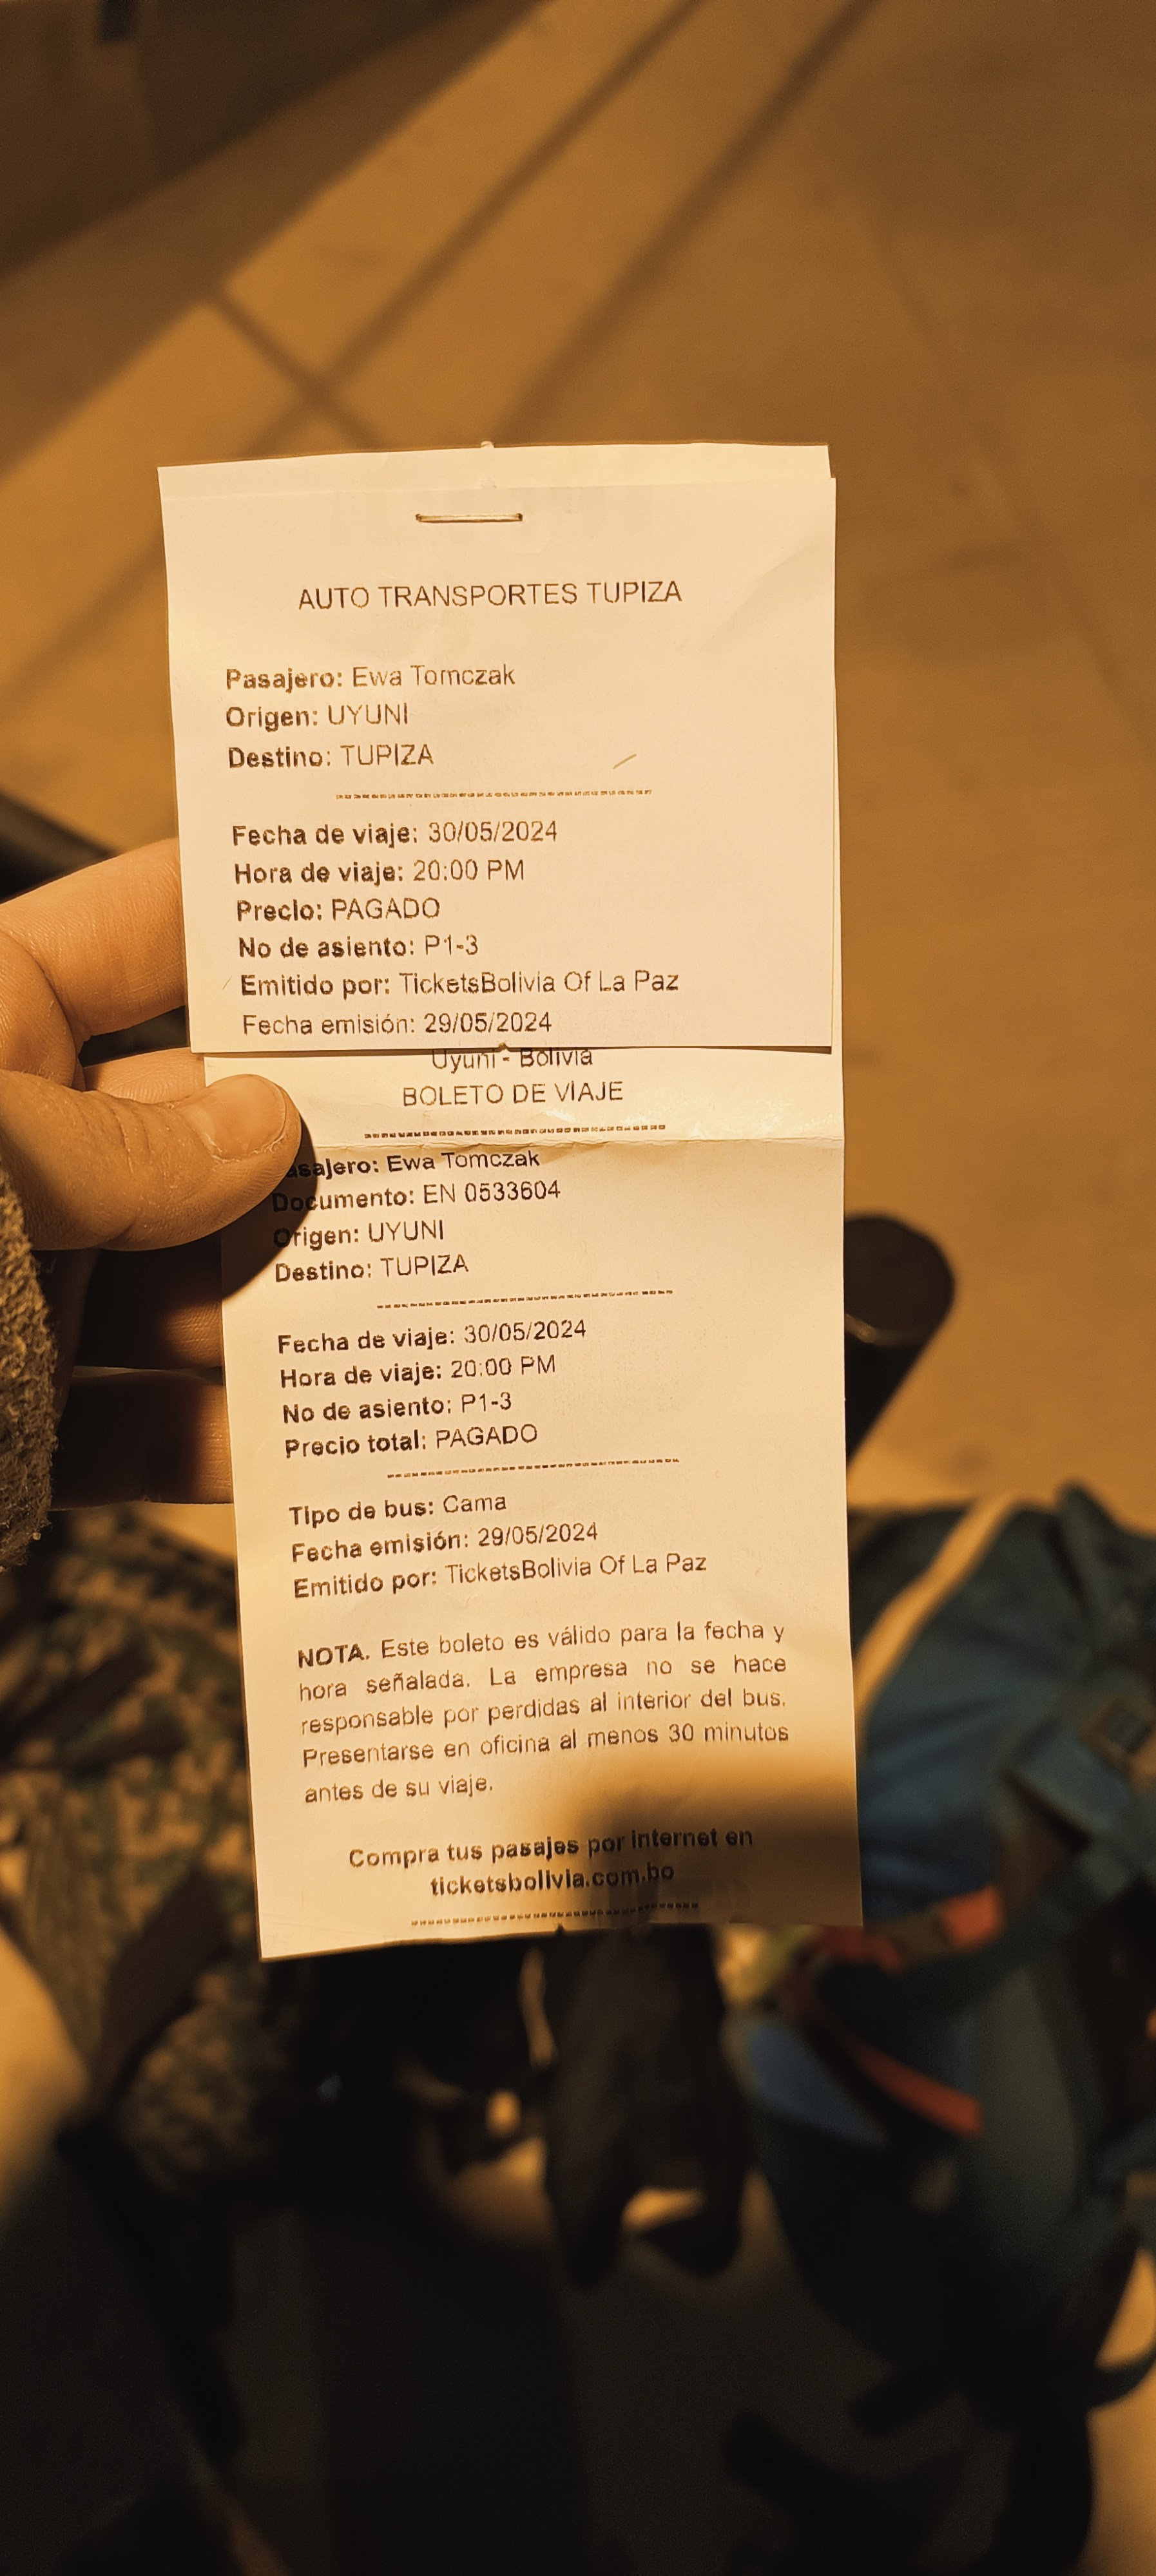 AUTO TRANSPORTES TUPIZA
Pasajero: Ewa Tomczak
Origen: UYUNI
Destino: TUPIZA
Fecha de viaje: 30/05/2024
Hora de viaje: 20:00 PM
Precio: PAGADO
No de asiento: P1-3
Emitido por: TicketsBolivia Of La Paz
Fecha emisión: 29/05/2024
Uyuni - Bolivia
BOLETO DE VIAJE
Pasajero: Ewa Tomczak
Documento: EN 0533604
Origen: UYUNI
Destino: TUPIZA
Fecha de viaje: 30/05/2024
Hora de viaje: 20:00 PM
No de asiento: P1-3
Precio total: PAGADO
Tipo de bus: Cama
Fecha emisión: 29/05/2024
Emitido por: TicketsBolivia Of La Paz
NOTA. Este boleto es válido para la fecha y
hora señalada. La empresa no se hace
responsable por perdidas al interior del bus.
Presentarse en oficina al menos 30 minutos
antes de su viaje.
Compra tus pasajes por internet en
ticketsbolivia.com.bo